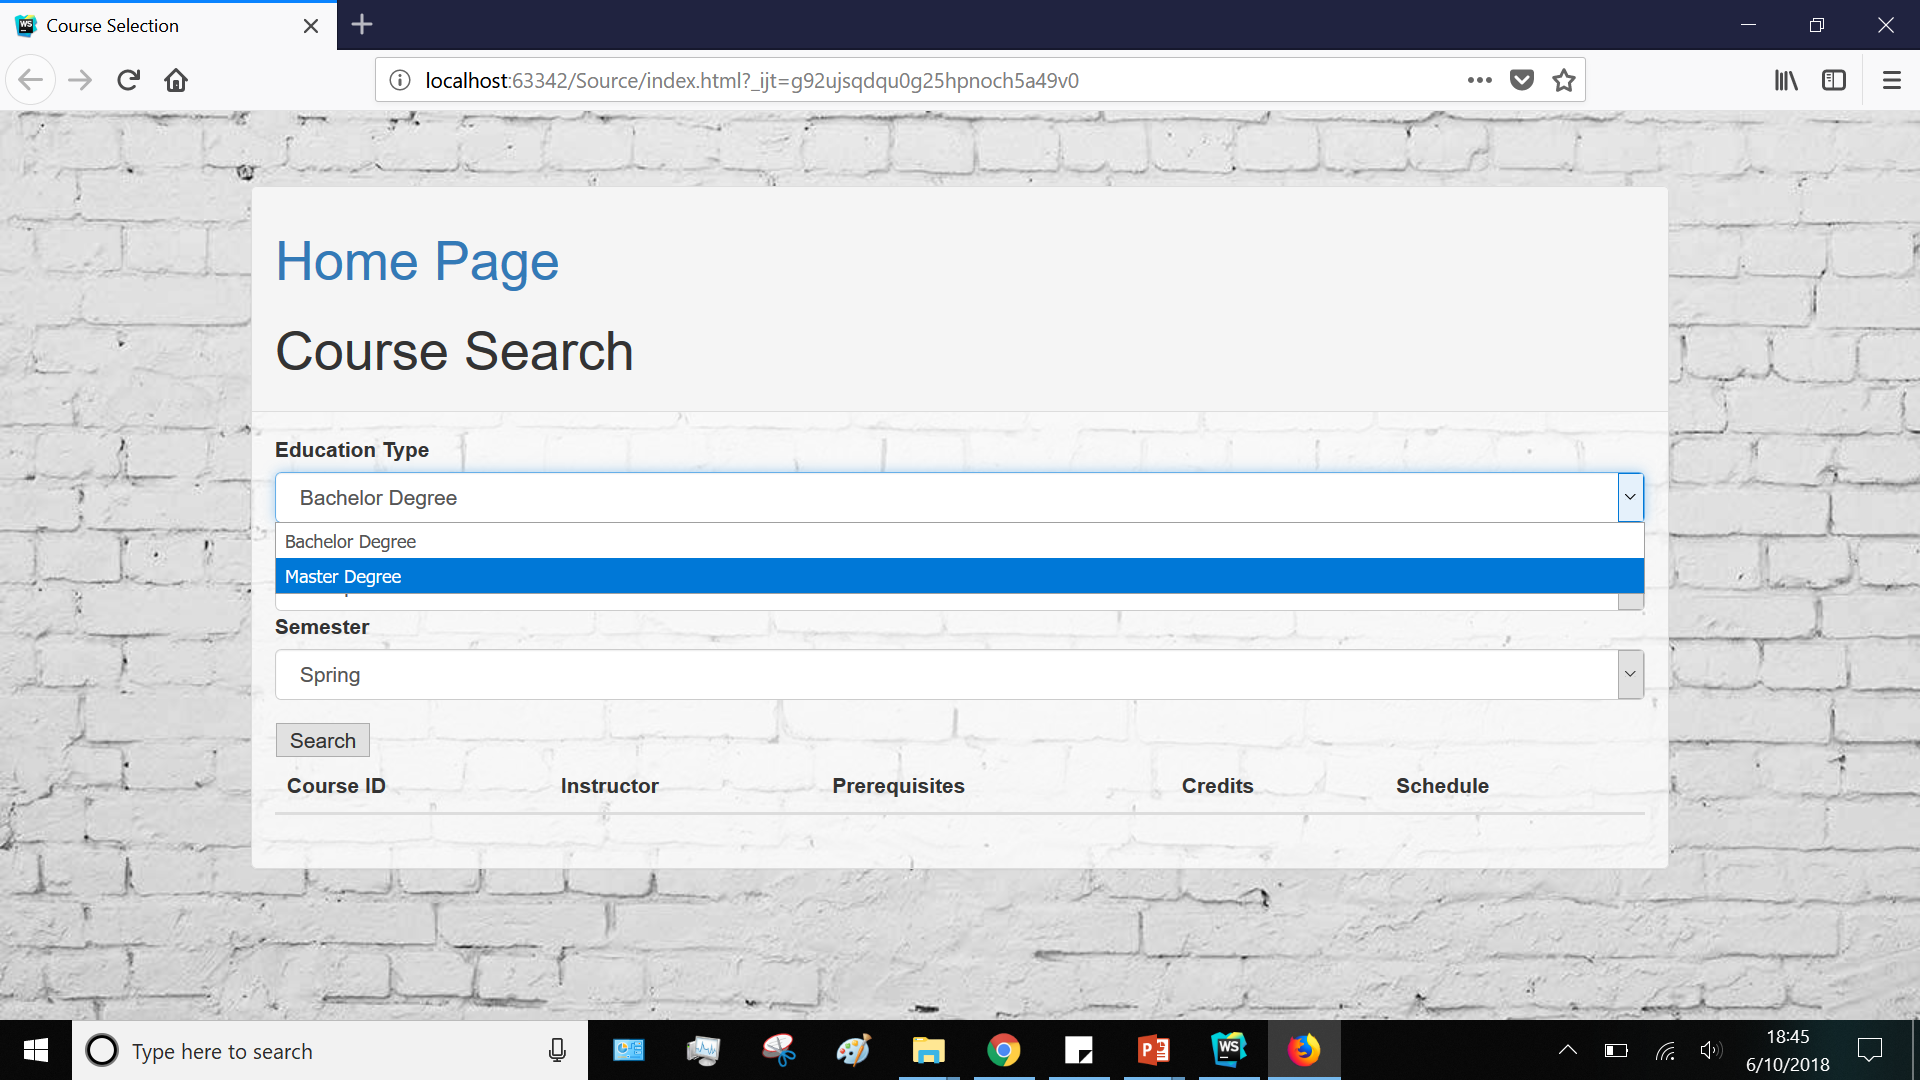 Course Selection
localhost:63342/Source/index.html?_ijt=g92ujsqdqu0g25hpnoch5a49v0
Home Page
Course Search
Education Type
Bachelor Degree
Bachelor Degree
Master Degree
Semester
Spring
Search
Course ID Instructor Prerequisites Credits Schedule
Type here to search
18:45
6/10/2018